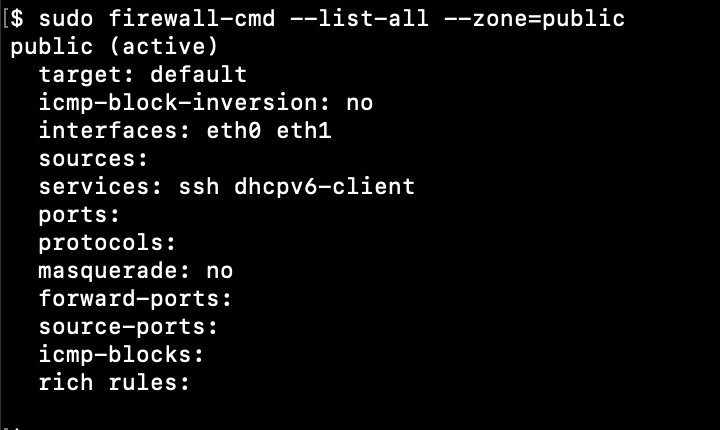 [$ sudo firewall-cmd --list-all --zone=public
public (active)
  target: default
  icmp-block-inversion: no
  interfaces: eth0 eth1
  sources:
  services: ssh dhcpv6-client
  ports:
  protocols:
  masquerade: no
  forward-ports:
  source-ports:
  icmp-blocks:
  rich rules: